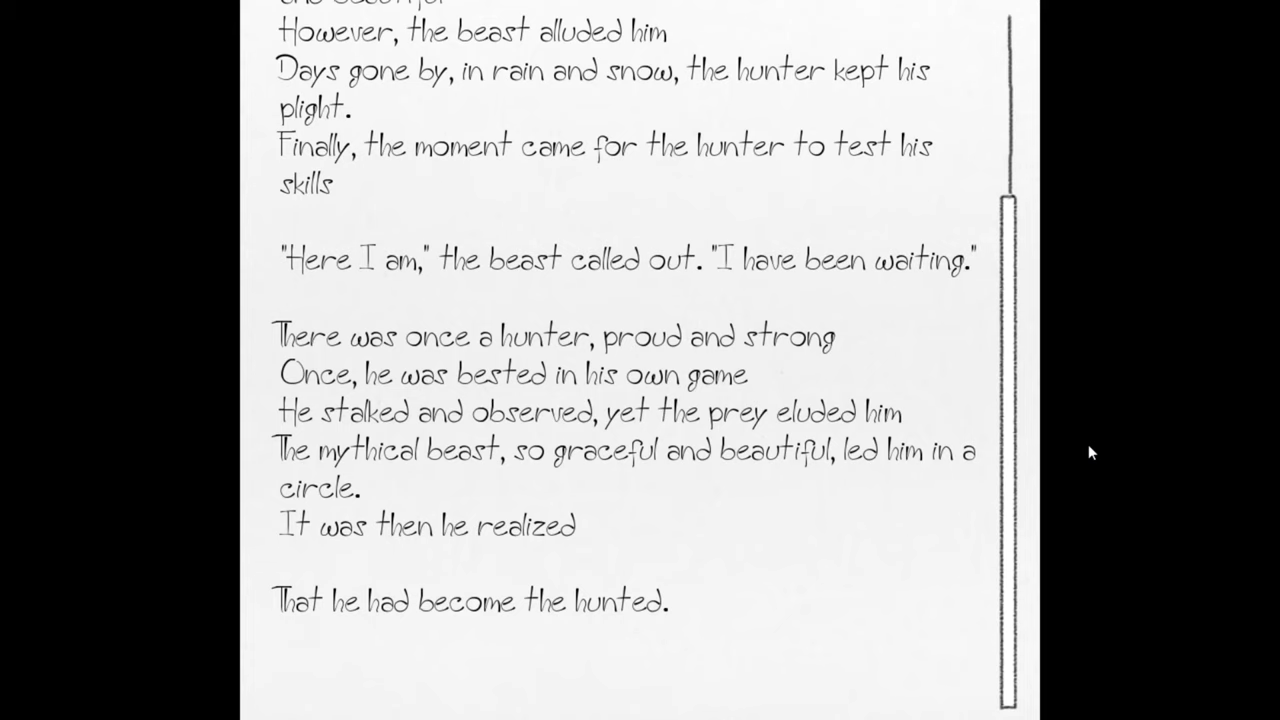 However, the beast alluded him
Days gone by, in rain and snow, the hunter kept his
plight.
Finally, the moment came for the hunter to test his
skills
"Here I am," the beast called out. "I have been waiting."
There was once a hunter, proud and strong
Once, he was bested in his own game
He stalked and observed, yet the prey eluded him
The mythical beast, so graceful and beautiful, led him in a
circle.
It was then he realized
That he had become the hunted.